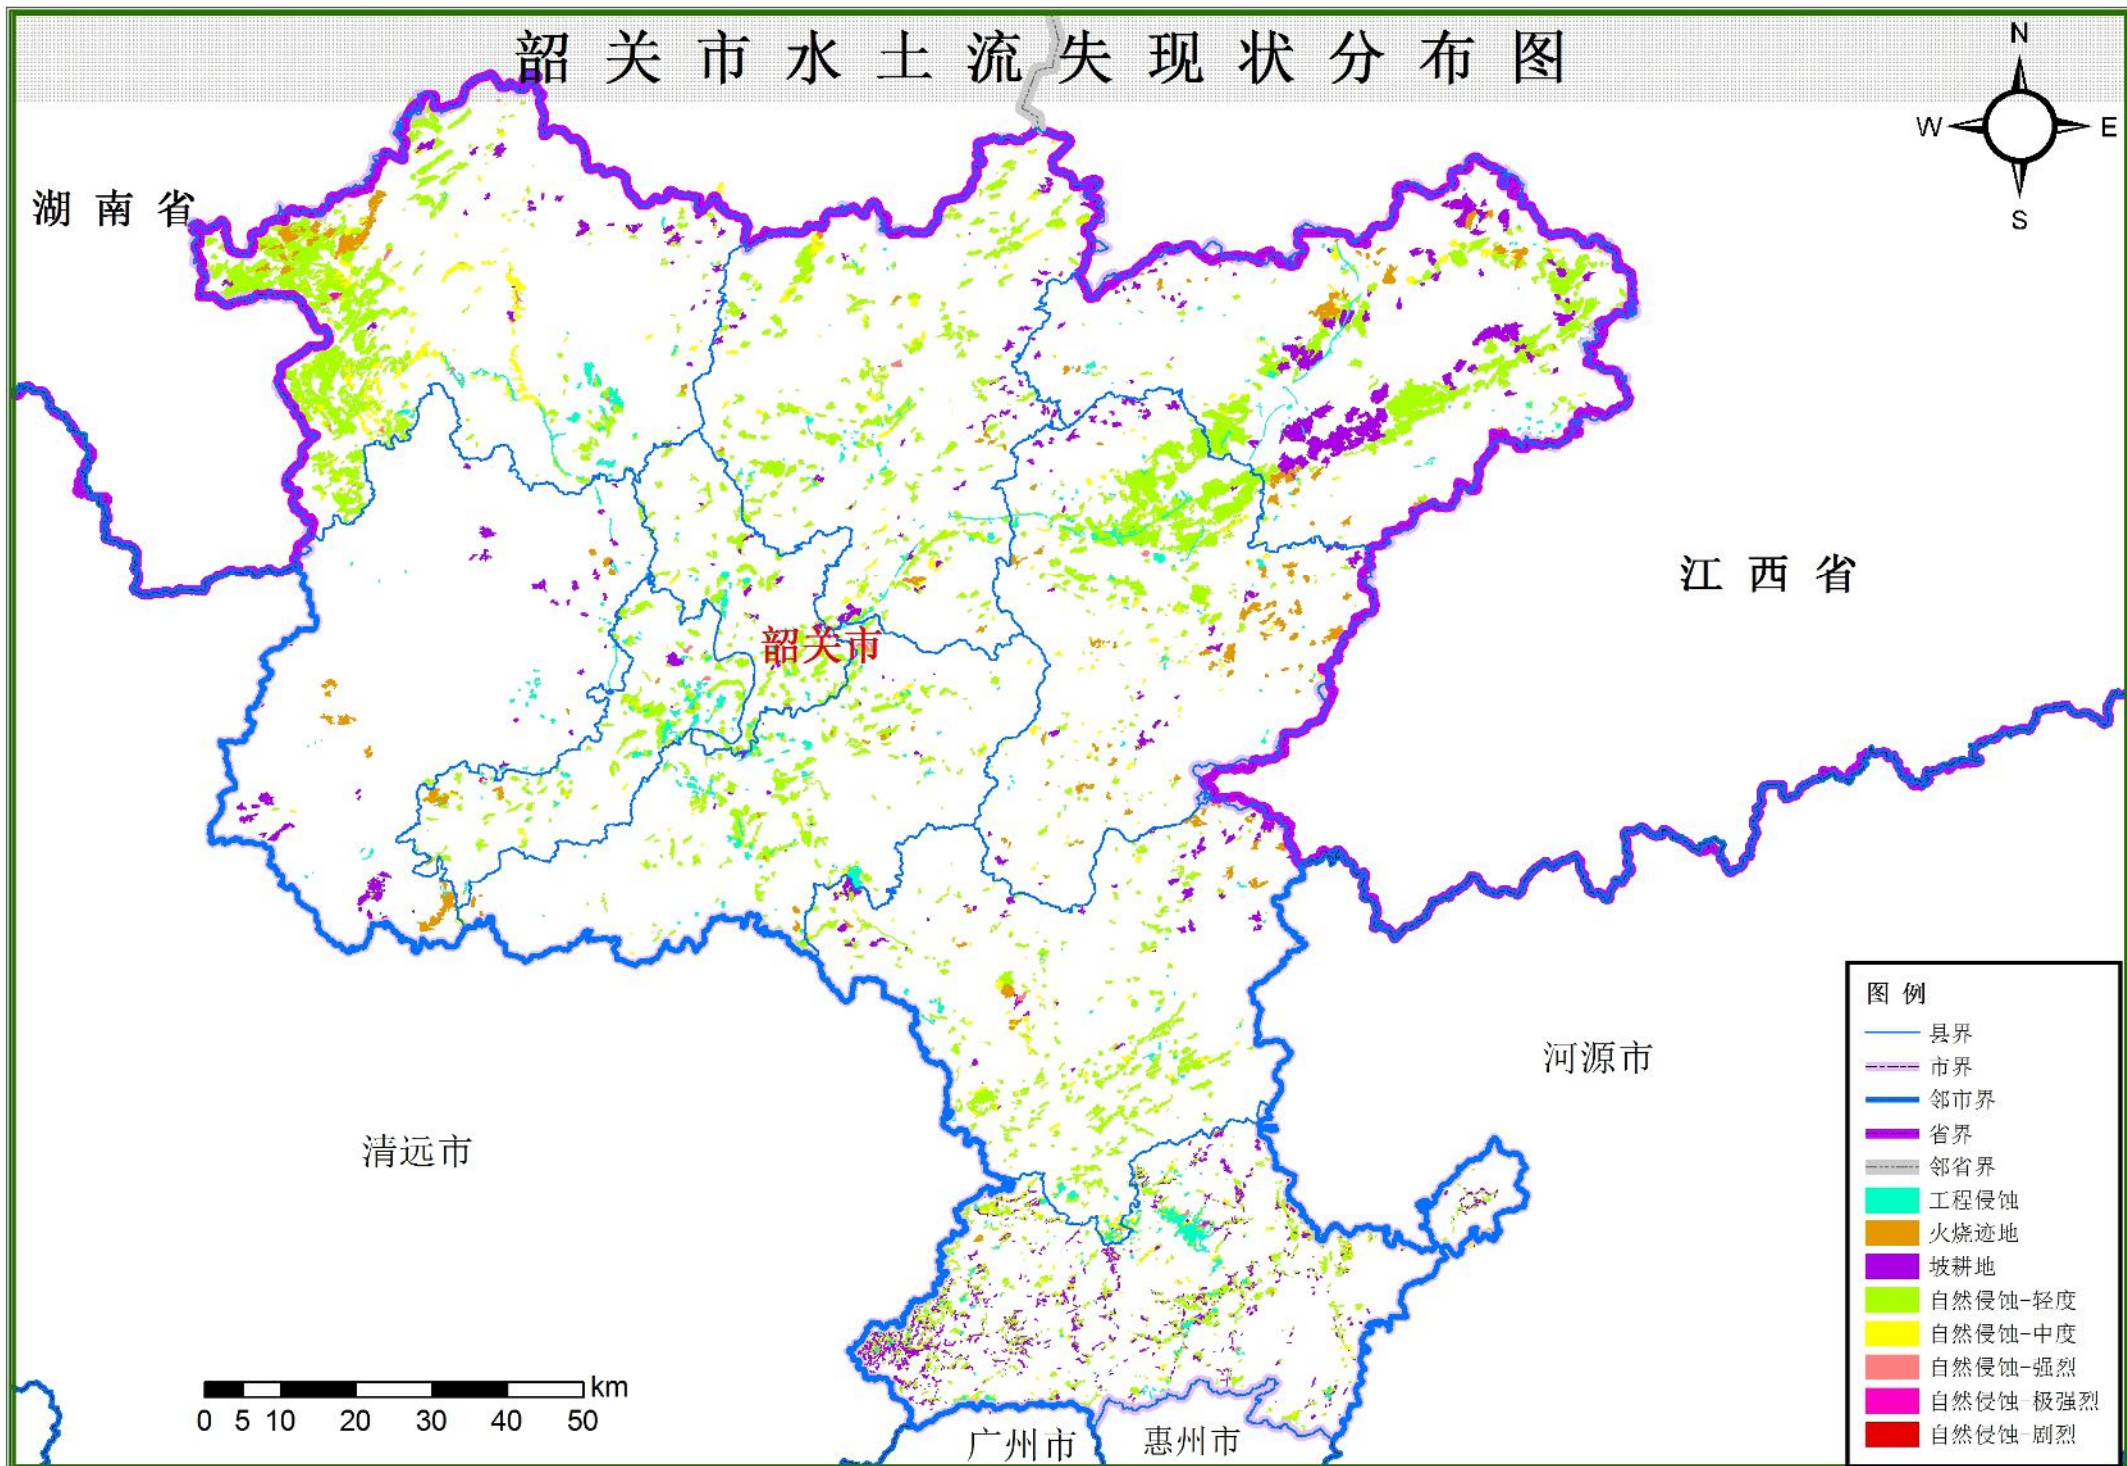 韶关市水土流失现状分布图
N
W
E
S
湖南省
江西省
韶关市
河源市
清远市
广州市
惠州市
km
0 5 10 20 30 40 50
图例
县界
市界
邻市界
省界
邻省界
工程侵蚀
火烧迹地
坡耕地
自然侵蚀-轻度
自然侵蚀-中度
自然侵蚀-强烈
自然侵蚀-极强烈
自然侵蚀-剧烈